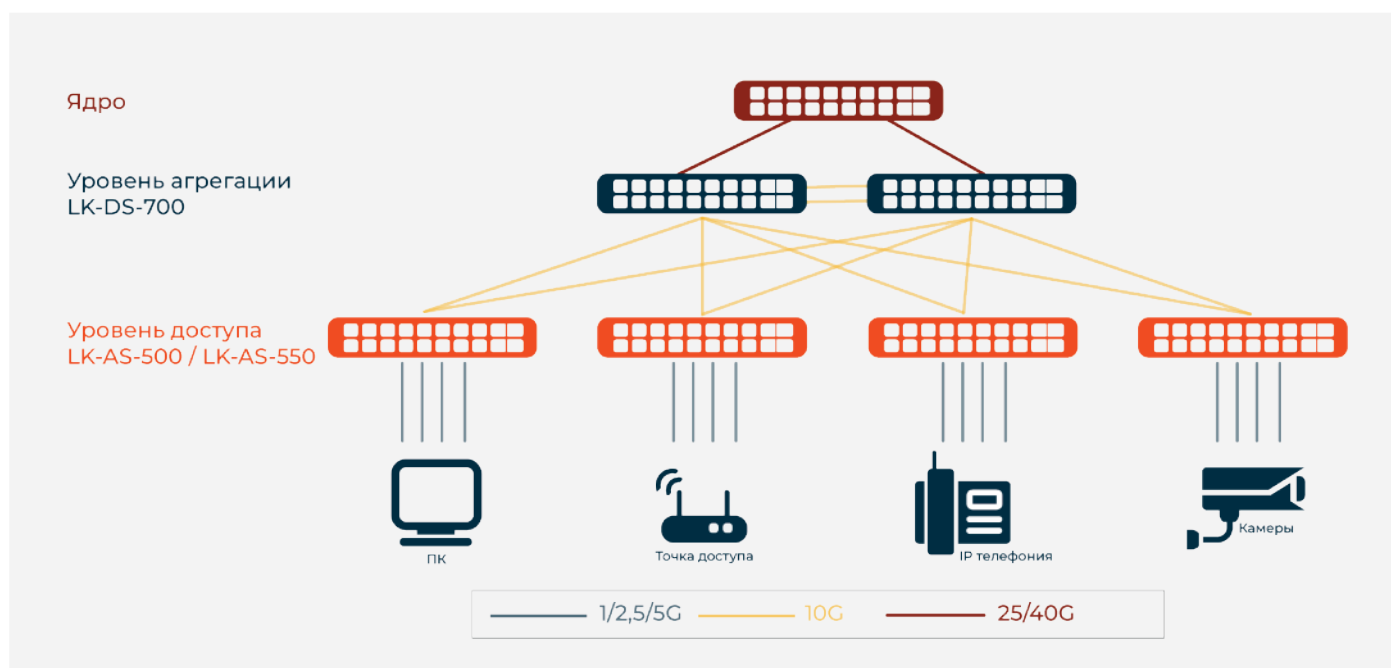 Ядро
Уровень агрегации
LK-DS-700
Уровень доступа
LK-AS-500 / LK-AS-550
ПК
Точка доступа
IP телефония
Камеры
1/2,5/5G
10G
25/40G